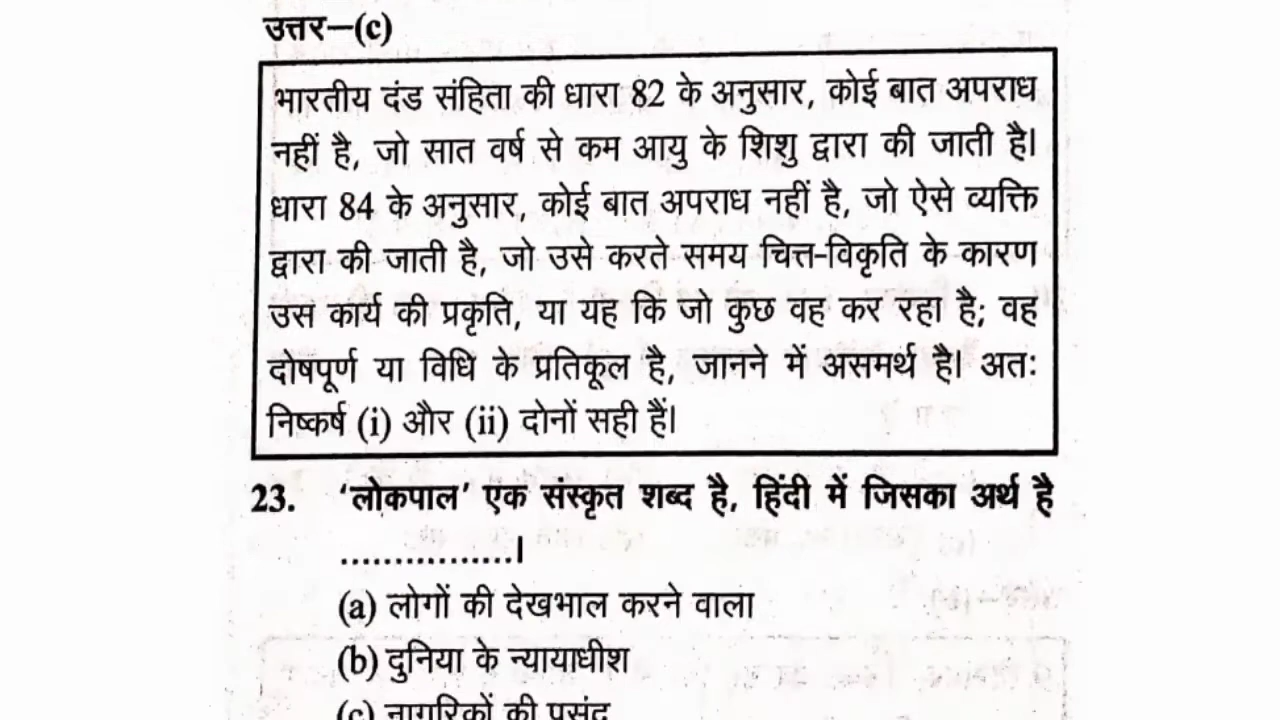 उत्तर–(c)
भारतीय दंड संहिता की धारा 82 के अनुसार, कोई बात अपराध
नहीं है, जो सात वर्ष से कम आयु के शिशु द्वारा की जाती है।
धारा 84 के अनुसार, कोई बात अपराध नहीं है, जो ऐसे व्यक्ति
द्वारा की जाती है, जो उसे करते समय चित्त-विकृति के कारण
उस कार्य की प्रकृति, या यह कि जो कुछ वह कर रहा है; वह
दोषपूर्ण या विधि के प्रतिकूल है, जानने में असमर्थ है। अतः
निष्कर्ष (i) और (ii) दोनों सही हैं।
23. ‘लोकपाल’ एक संस्कृत शब्द है, हिंदी में जिसका अर्थ है
................।
(a) लोगों की देखभाल करने वाला
(b) दुनिया के न्यायाधीश
(c) नागरिकों की पसंद